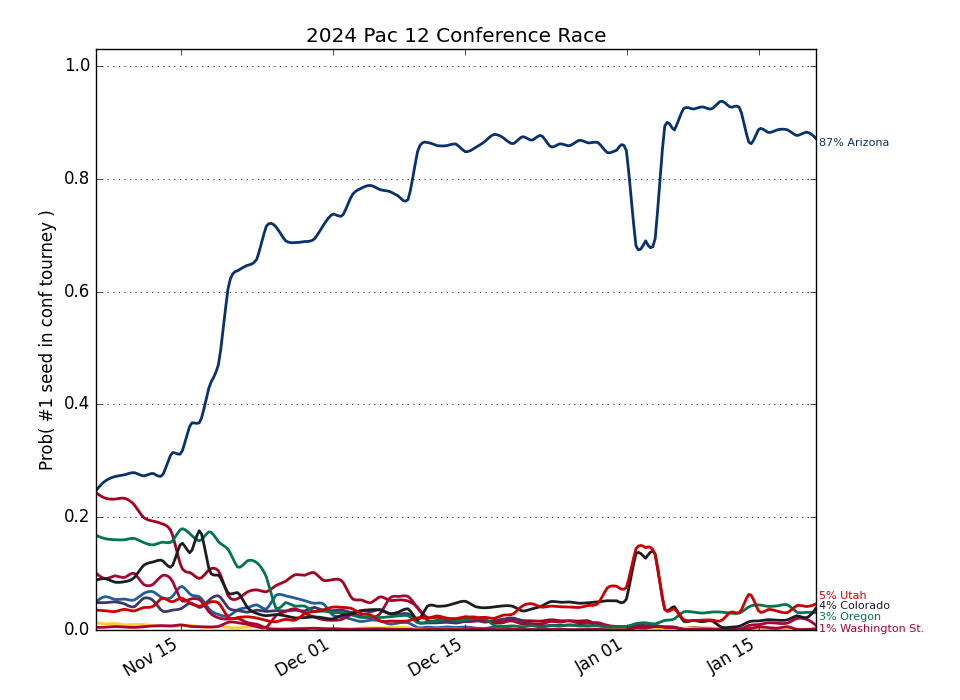 2024 Pac 12 Conference Race
Prob( #1 seed in conf tourney )
1.0
0.8
0.6
0.4
0.2
0.0
Nov 15
Dec 01
Dec 15
Jan 01
Jan 15
87% Arizona
5% Utah
4% Colorado
3% Oregon
1% Washington St.